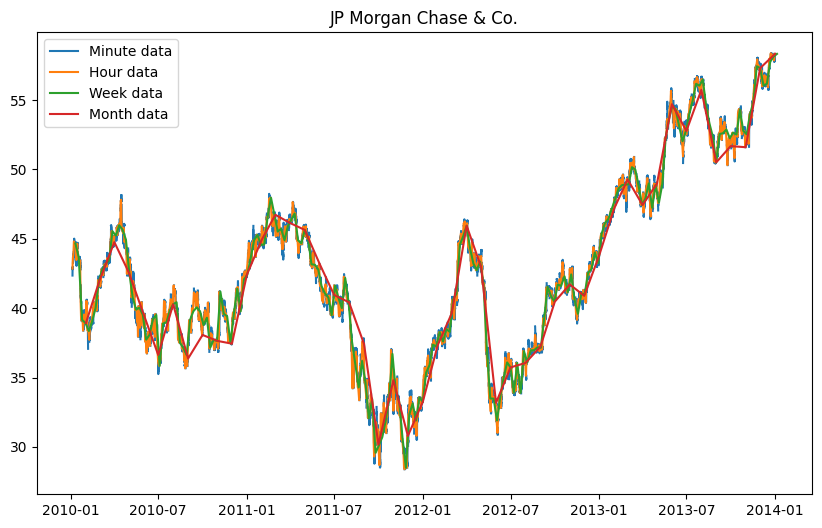 JP Morgan Chase & Co.
Minute data
Hour data
Week data
Month data
55
50
45
40
35
30
2010-01 2010-07 2011-01 2011-07 2012-01 2012-07 2013-01 2013-07 2014-01